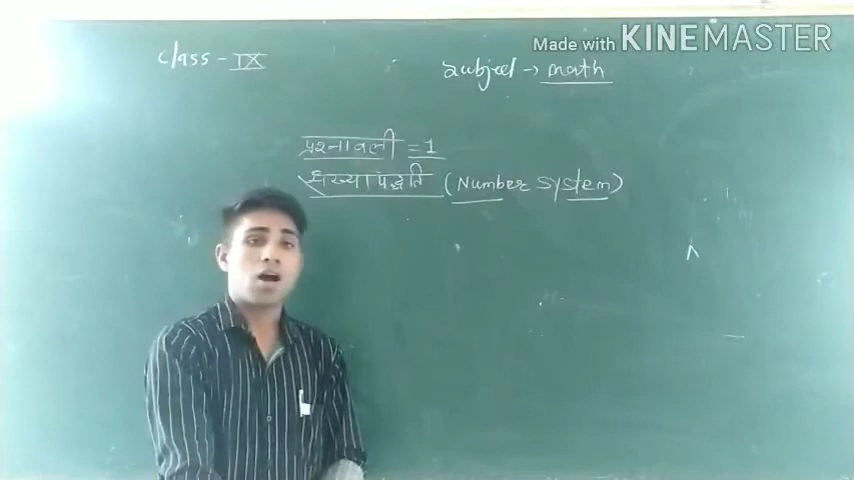 Made with KINEMASTER
Class - IX
subject → math
प्रश्नावली = 1
संख्या पद्धति (Number System)